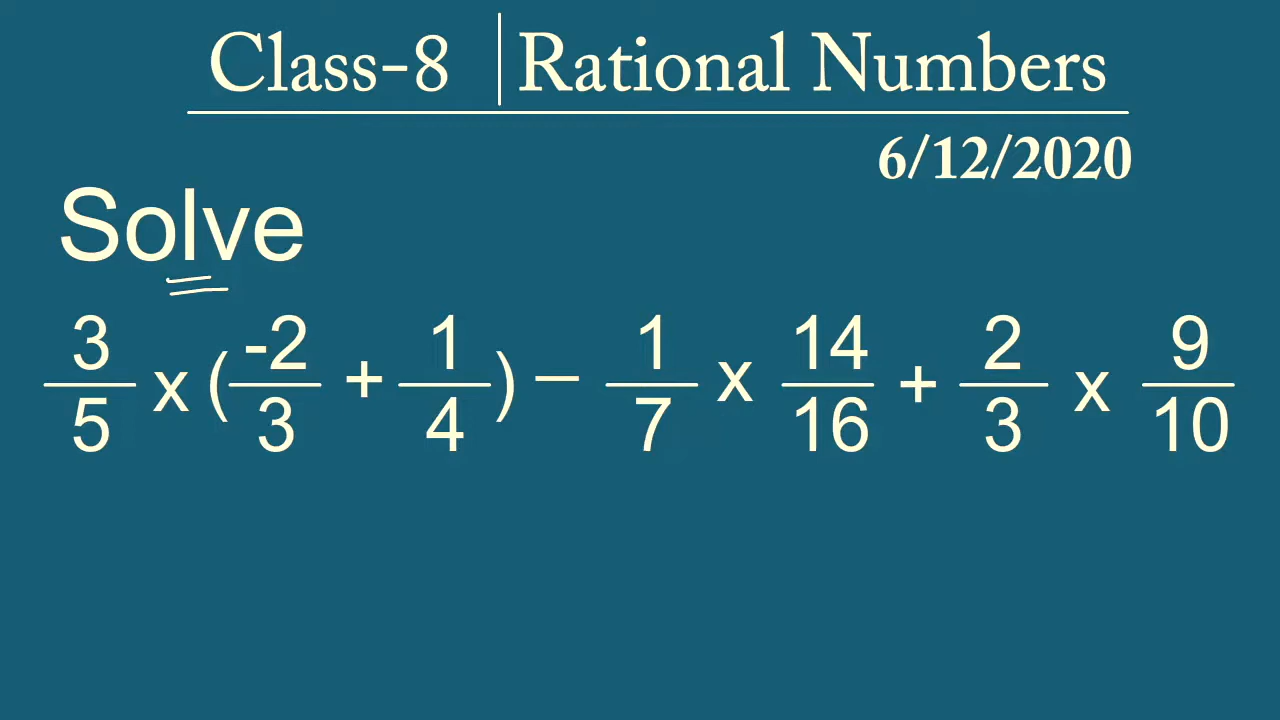 Class-8 | Rational Numbers
6/12/2020
Solve
3/5 x (-2/3 + 1/4) – 1/7 x 14/16 + 2/3 x 9/10